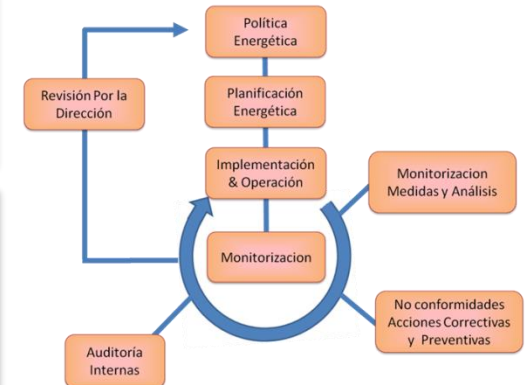 Política
Energética
Revisión Por la
Dirección
Planificación
Energética
Implementación
& Operación
Monitorizacion
Medidas y Análisis
Monitorizacion
No conformidades
Acciones Correctivas
y Preventivas
Auditoría
Internas